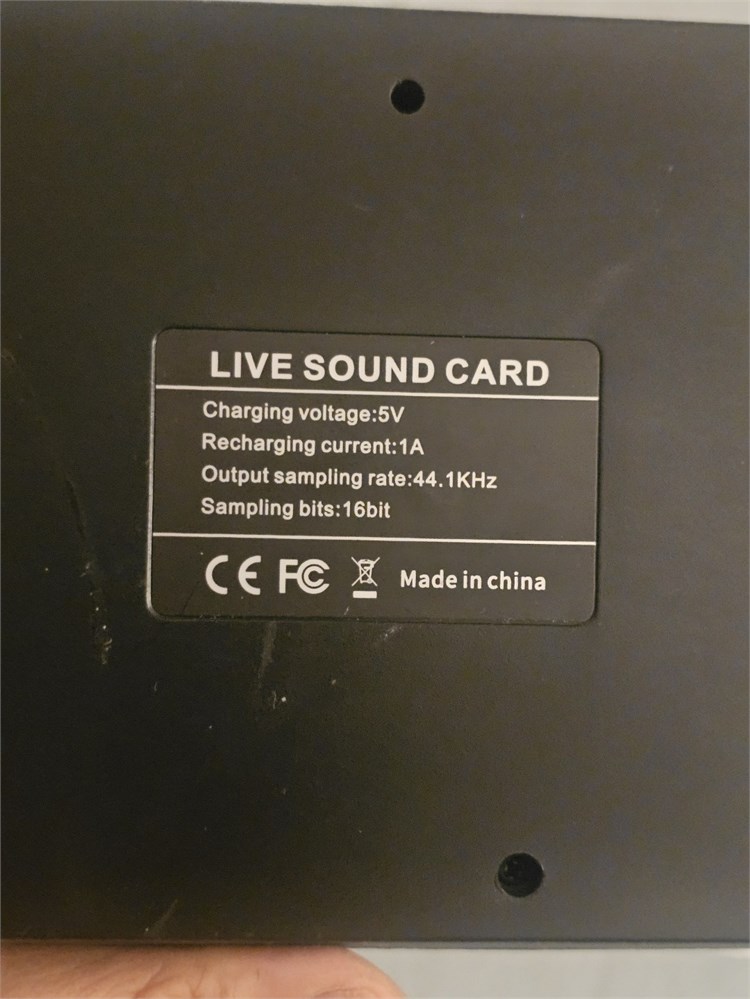 LIVE SOUND CARD
Charging voltage:5V
Recharging current:1A
Output sampling rate:44.1KHz
Sampling bits:16bit
CE FC Made in china